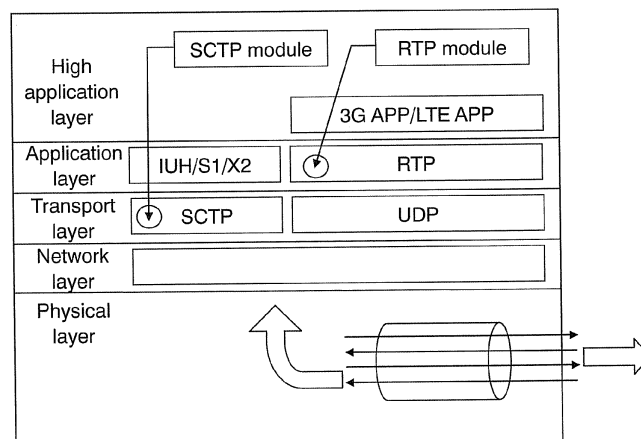 SCTP module
RTP module
High
application
layer
3G APP/LTE APP
Application
layer
IUH/S1/X2
RTP
Transport
layer
SCTP
UDP
Network
layer
Physical
layer